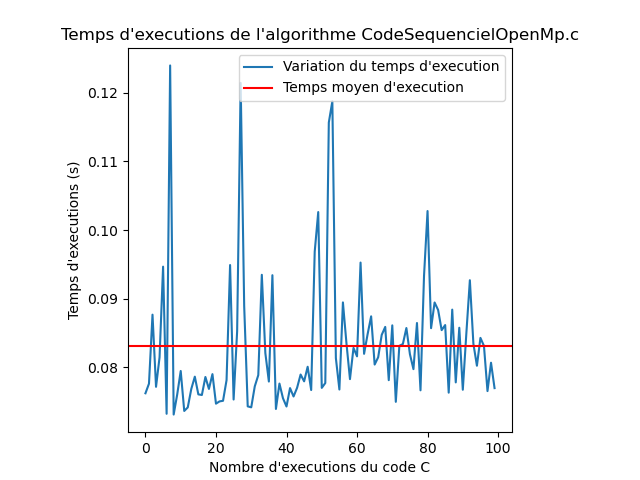 Temps d'executions de l'algorithme CodeSequencielOpenMp.c
Variation du temps d'execution
Temps moyen d'execution
Temps d'executions (s)
0.12
0.11
0.10
0.09
0.08
0 20 40 60 80 100
Nombre d'executions du code C